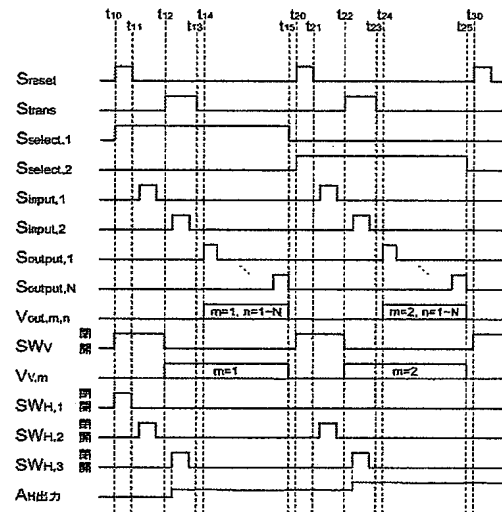 t10 t12 t14 t20 t22 t24 t30
t11 t13 t15 t21 t23 t25
Sreset
Strans
Sselect,1
Sselect,2
Sinput,1
Sinput,2
Soutput,1
Soutput,N
Vout,m,n m=1, n=1~N m=2, n=1~N
SWV 閉 開
VV,m m=1 m=2
SWH,1 閉 開
SWH,2 閉 開
SWH,3 閉 開
AH出力